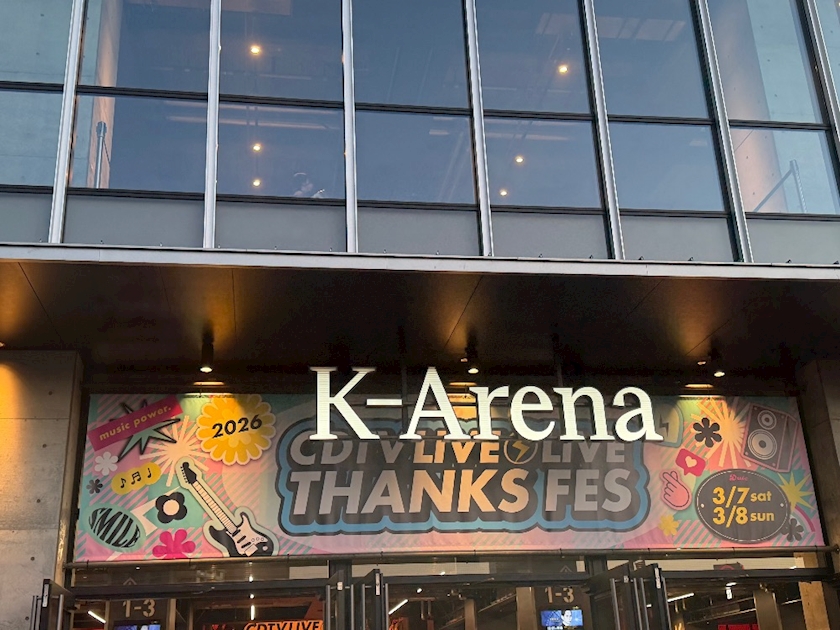 K-Arena
music power.
2026
CDTV LIVE LIVE
THANKS FES
SMILE
3/7 sat
3/8 sun
1-3
1-3
CDTV LIVE